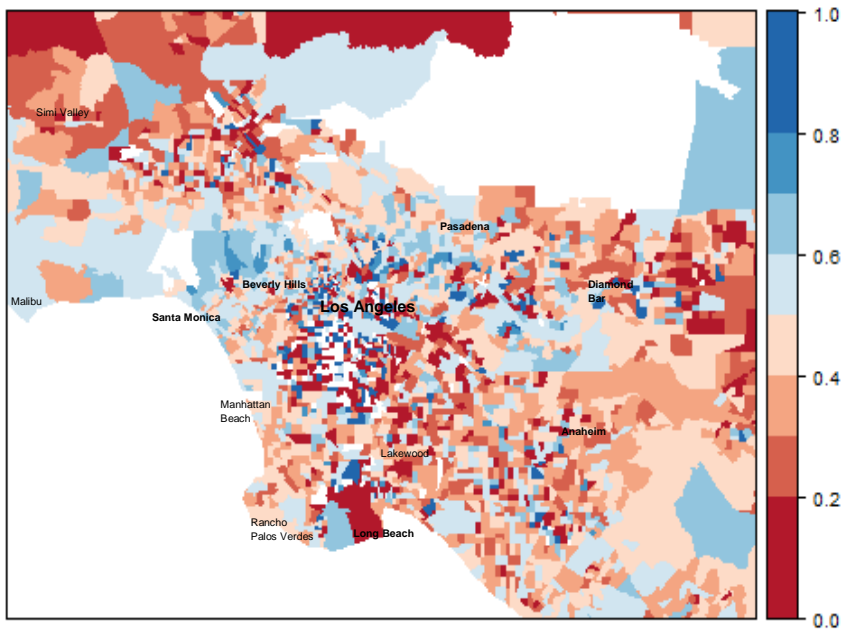 1.0
0.8
Simi Valley
Pasadena
0.6
Beverly Hills
Diamond
Bar
Malibu
Los Angeles
Santa Monica
0.4
Manhattan
Beach
Anaheim
Lakewood
0.2
Rancho
Palos Verdes
Long Beach
0.0